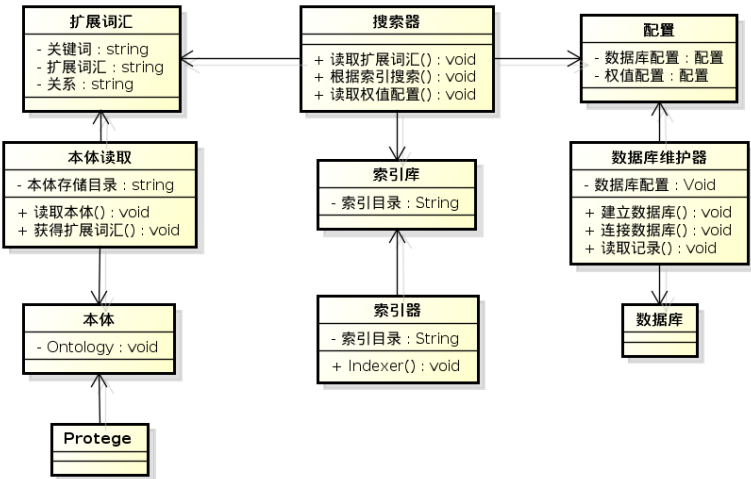 扩展词汇
- 关键词 : string
- 扩展词汇 : string
- 关系 : string
搜索器
+ 读取扩展词汇() : void
+ 根据索引搜索() : void
+ 读取权值配置() : void
配置
- 数据库配置 : 配置
- 权值配置 : 配置
本体读取
- 本体存储目录 : string
+ 读取本体() : void
+ 获得扩展词汇() : void
索引库
- 索引目录 : String
数据库维护器
- 数据库配置 : Void
+ 建立数据库() : void
+ 连接数据库() : void
+ 读取记录() : void
本体
- Ontology : void
索引器
- 索引目录 : String
+ Indexer() : void
数据库
Protege